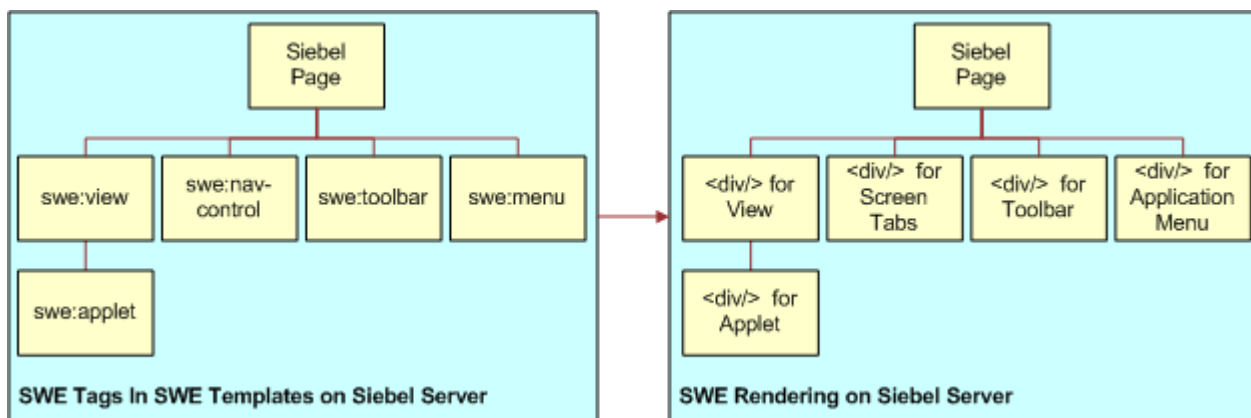 Siebel
Page
swe:view
swe:nav-
control
swe:toolbar
swe:menu
swe:applet
SWE Tags In SWE Templates on Siebel Server
Siebel
Page
<div/> for
View
<div/> for
Screen
Tabs
<div/> for
Toolbar
<div/> for
Application
Menu
<div/> for
Applet
SWE Rendering on Siebel Server